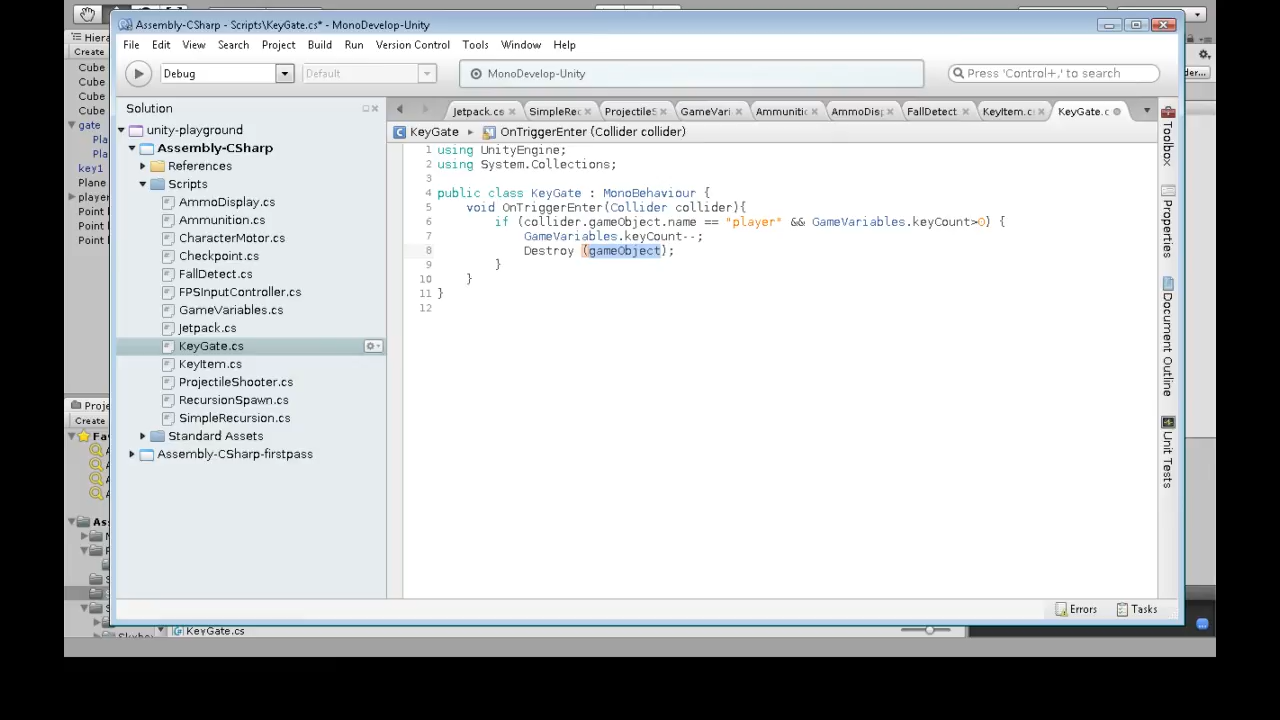 Assembly-CSharp - Scripts\KeyGate.cs* - MonoDevelop-Unity
File Edit View Search Project Build Run Version Control Tools Window Help
Debug
Default
MonoDevelop-Unity
Press 'Control+,' to search
Hiera
Create
Cube
Cube
Cube
Cube
gate
Pla
Pla
key1
Plane
player
Point
Point
Point
Proje
Create
Fav
Ass
Solution
unity-playground
Assembly-CSharp
References
Scripts
AmmoDisplay.cs
Ammunition.cs
CharacterMotor.cs
Checkpoint.cs
FallDetect.cs
FPSInputController.cs
GameVariables.cs
Jetpack.cs
KeyGate.cs
KeyItem.cs
ProjectileShooter.cs
RecursionSpawn.cs
SimpleRecursion.cs
Standard Assets
Assembly-CSharp-firstpass
Jetpack.cs SimpleRec ProjectileS GameVari Ammunitic AmmoDisp FallDetect KeyItem.c KeyGate.c
KeyGate OnTriggerEnter (Collider collider)
1 using UnityEngine;
2 using System.Collections;
3
4 public class KeyGate : MonoBehaviour {
5 void OnTriggerEnter(Collider collider){
6 if (collider.gameObject.name == "player" && GameVariables.keyCount>0) {
7 GameVariables.keyCount--;
8 Destroy (gameObject);
9 }
10 }
11 }
12
Toolbox
Properties
Document Outline
Unit Tests
Errors Tasks
KeyGate.cs